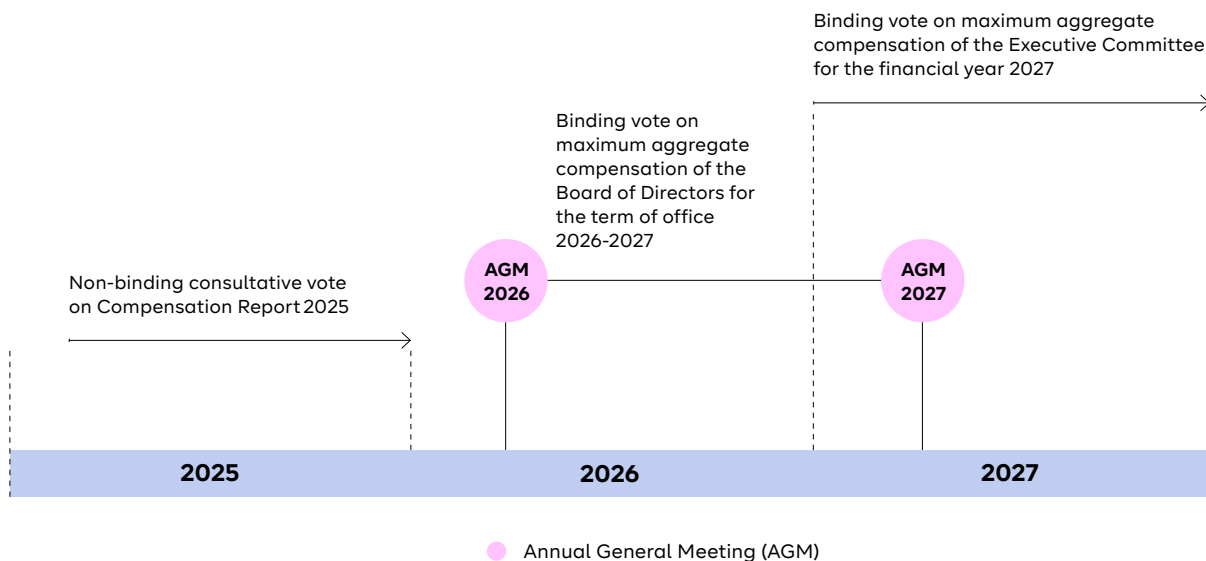 Binding vote on maximum aggregate
compensation of the Executive Committee
for the financial year 2027
Binding vote on
maximum aggregate
compensation of the
Board of Directors for
the term of office
2026-2027
Non-binding consultative vote
on Compensation Report 2025
AGM
2026
AGM
2027
2025
2026
2027
Annual General Meeting (AGM)